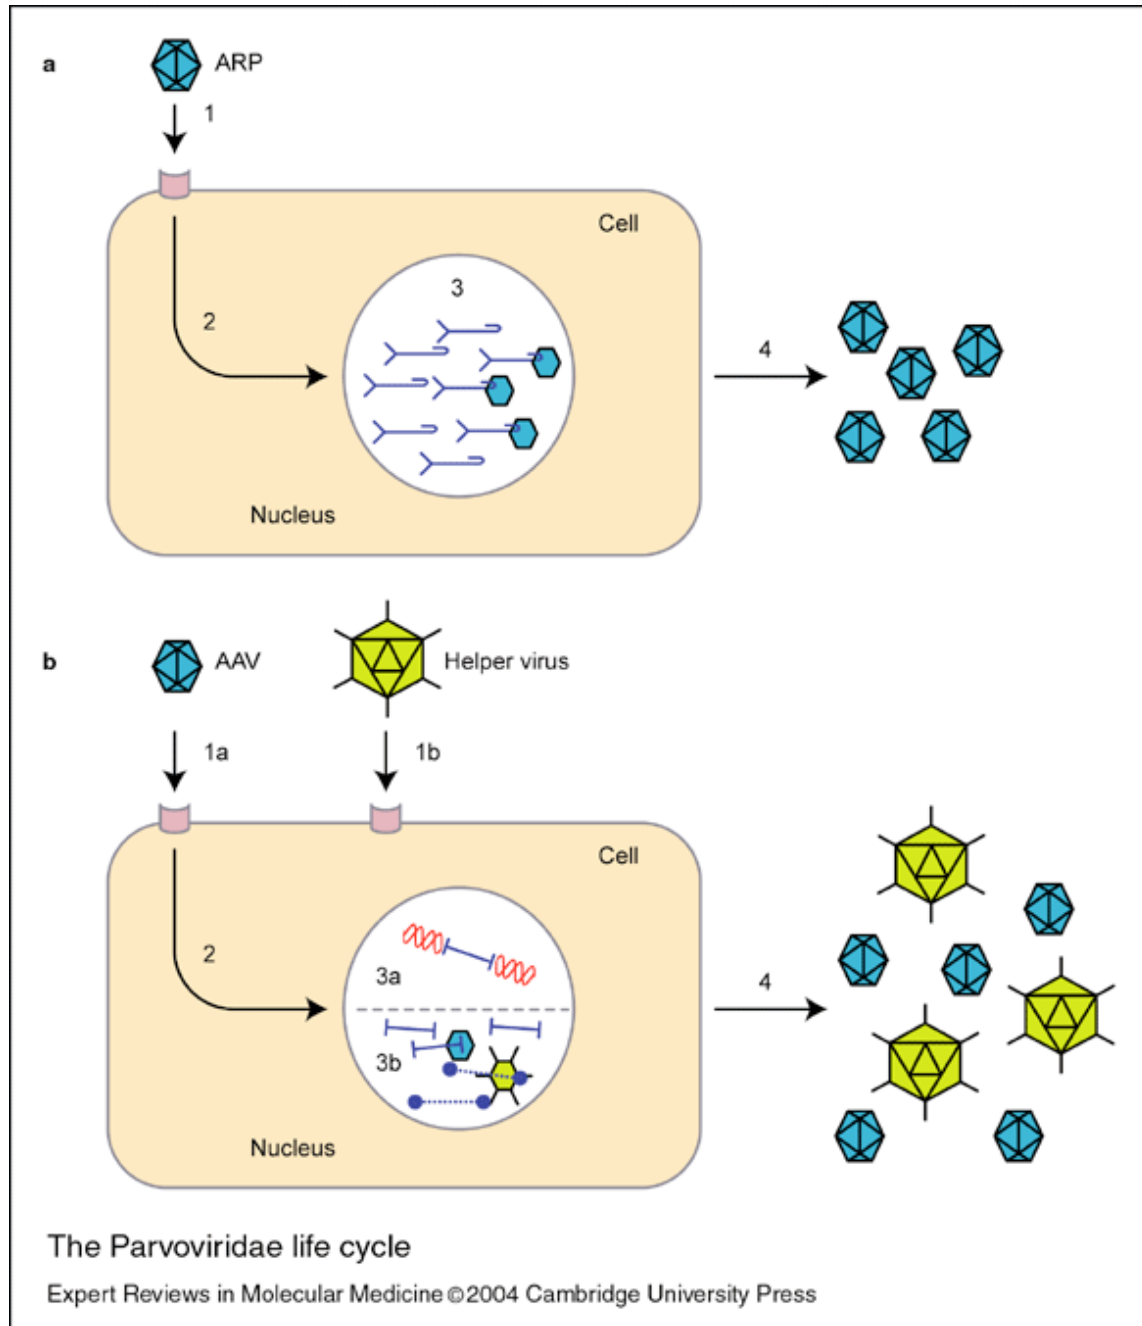 a
ARP
1
Cell
2
3
4
Nucleus
b
AAV
Helper virus
1a
1b
Cell
2
3a
3b
4
Nucleus
The Parvoviridae life cycle
Expert Reviews in Molecular Medicine ©2004 Cambridge University Press